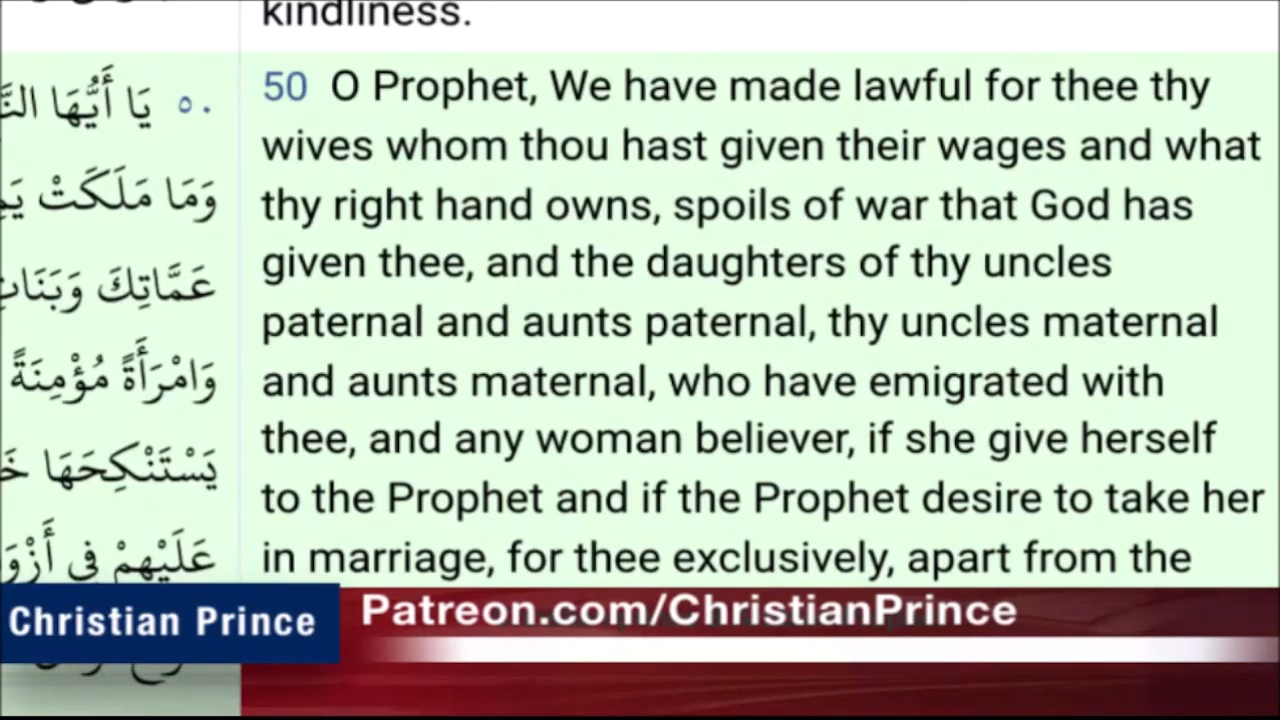 kindliness.
50 O Prophet, We have made lawful for thee thy
wives whom thou hast given their wages and what
thy right hand owns, spoils of war that God has
given thee, and the daughters of thy uncles
paternal and aunts paternal, thy uncles maternal
and aunts maternal, who have emigrated with
thee, and any woman believer, if she give herself
to the Prophet and if the Prophet desire to take her
in marriage, for thee exclusively, apart from the
٥٠ يَا أَيُّهَا
وَمَا مَلَكَتْ
عَمَّاتِكَ
وَامْرَأَةً مُؤْمِنَةً
يَسْتَنْكِحَهَا
عَلَيْهِمْ فِي
Christian Prince
Patreon.com/ChristianPrince